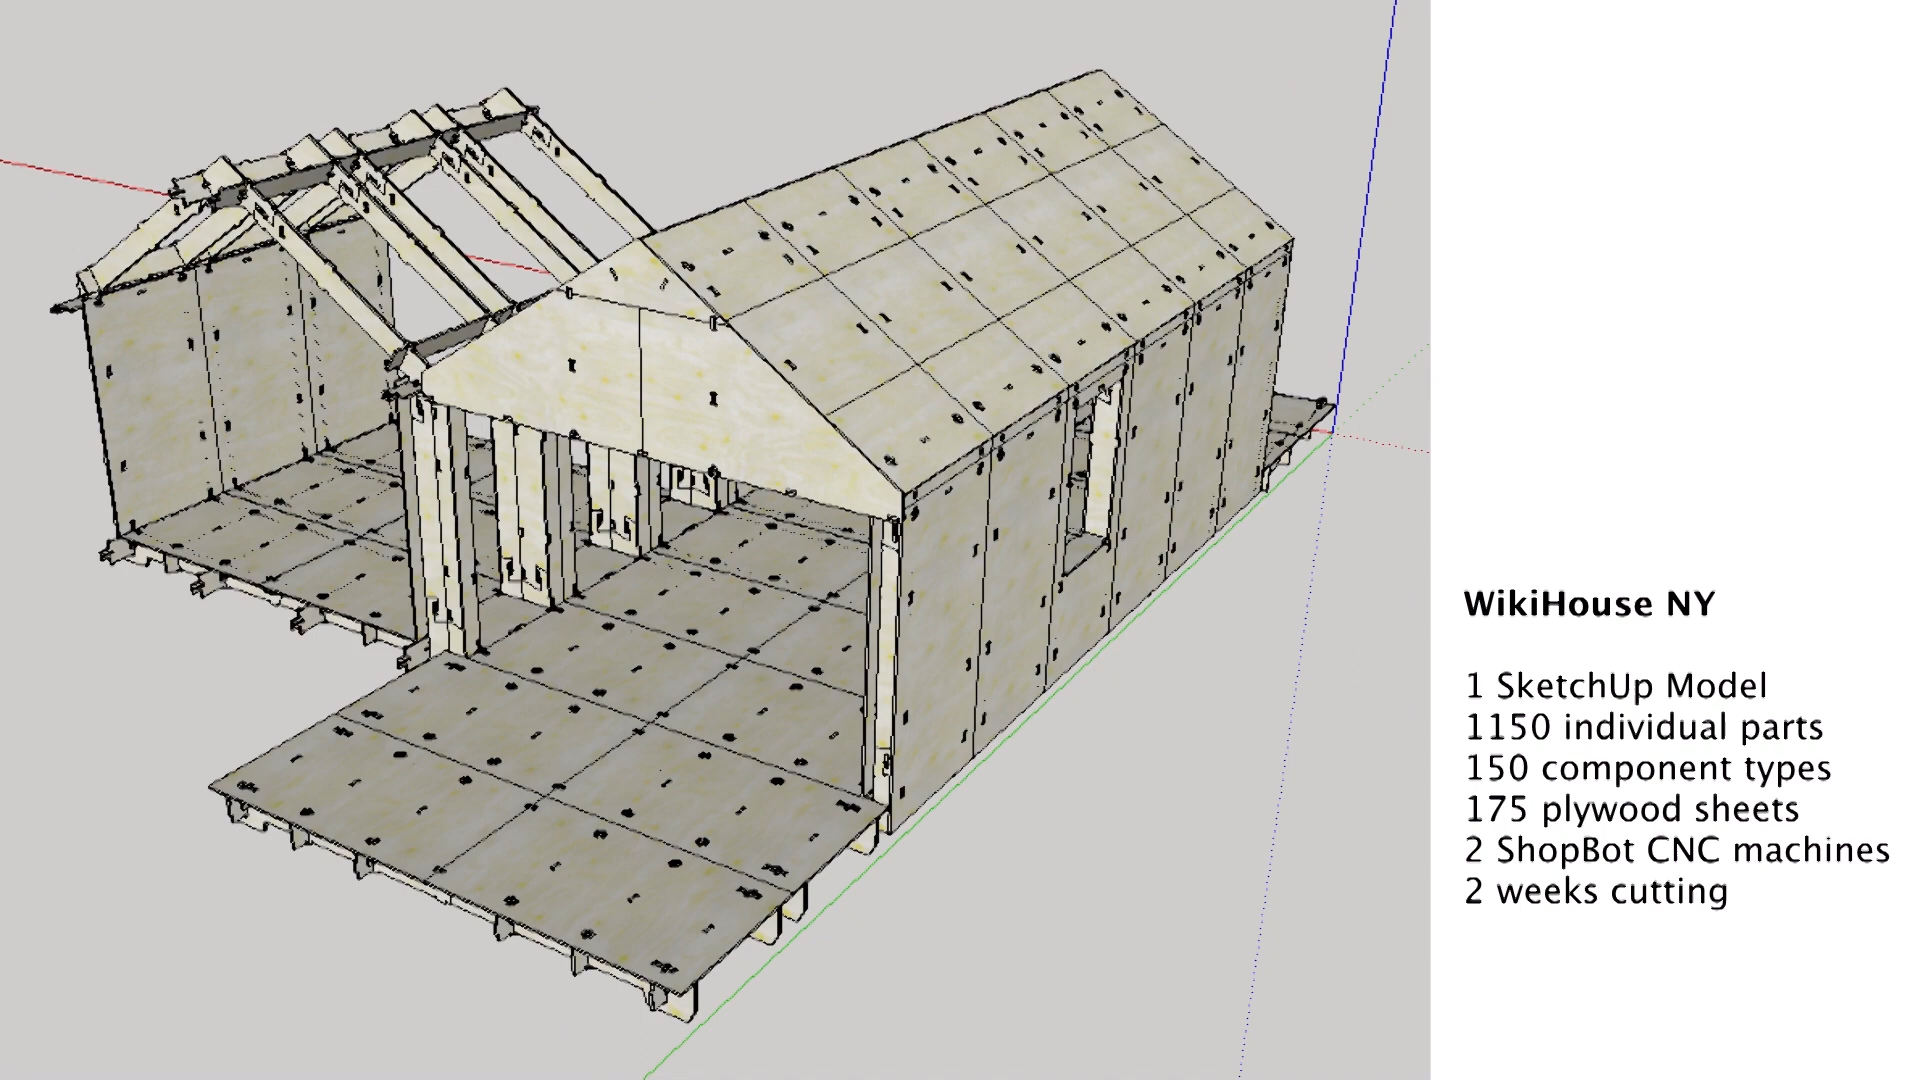 WikiHouse NY
1 SketchUp Model
1150 individual parts
150 component types
175 plywood sheets
2 ShopBot CNC machines
2 weeks cutting